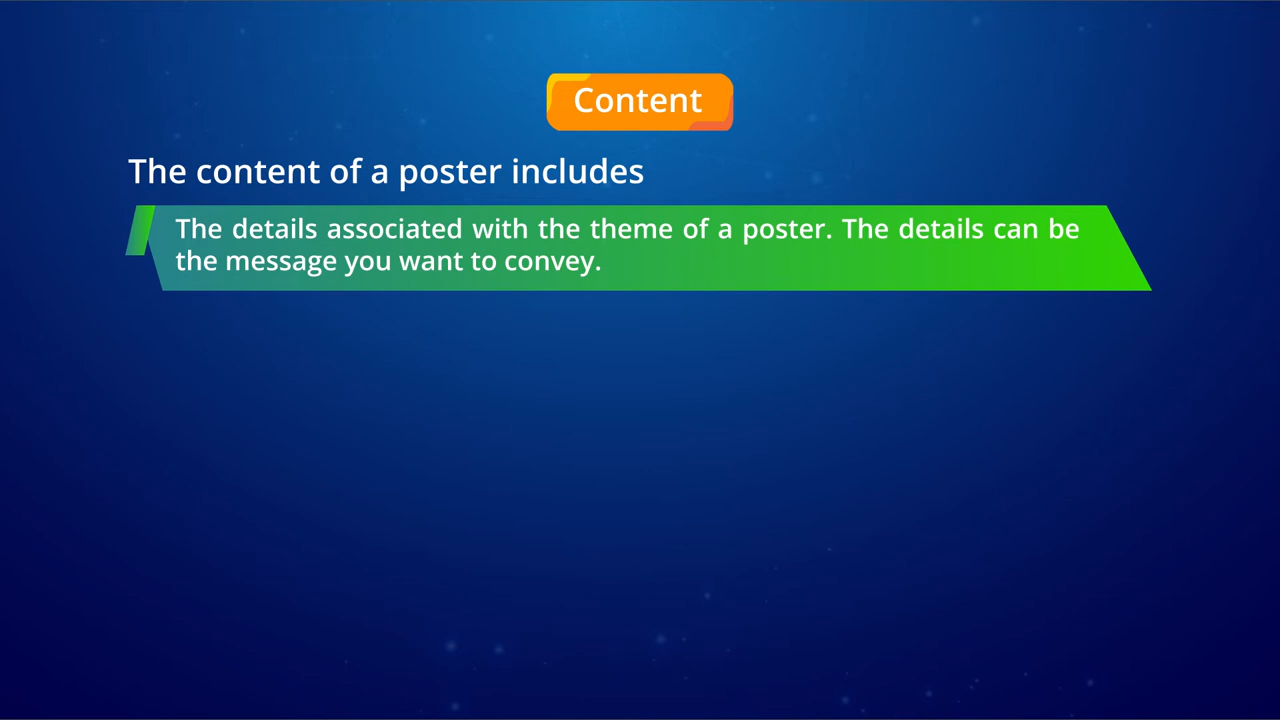 Content
The content of a poster includes
The details associated with the theme of a poster. The details can be
the message you want to convey.